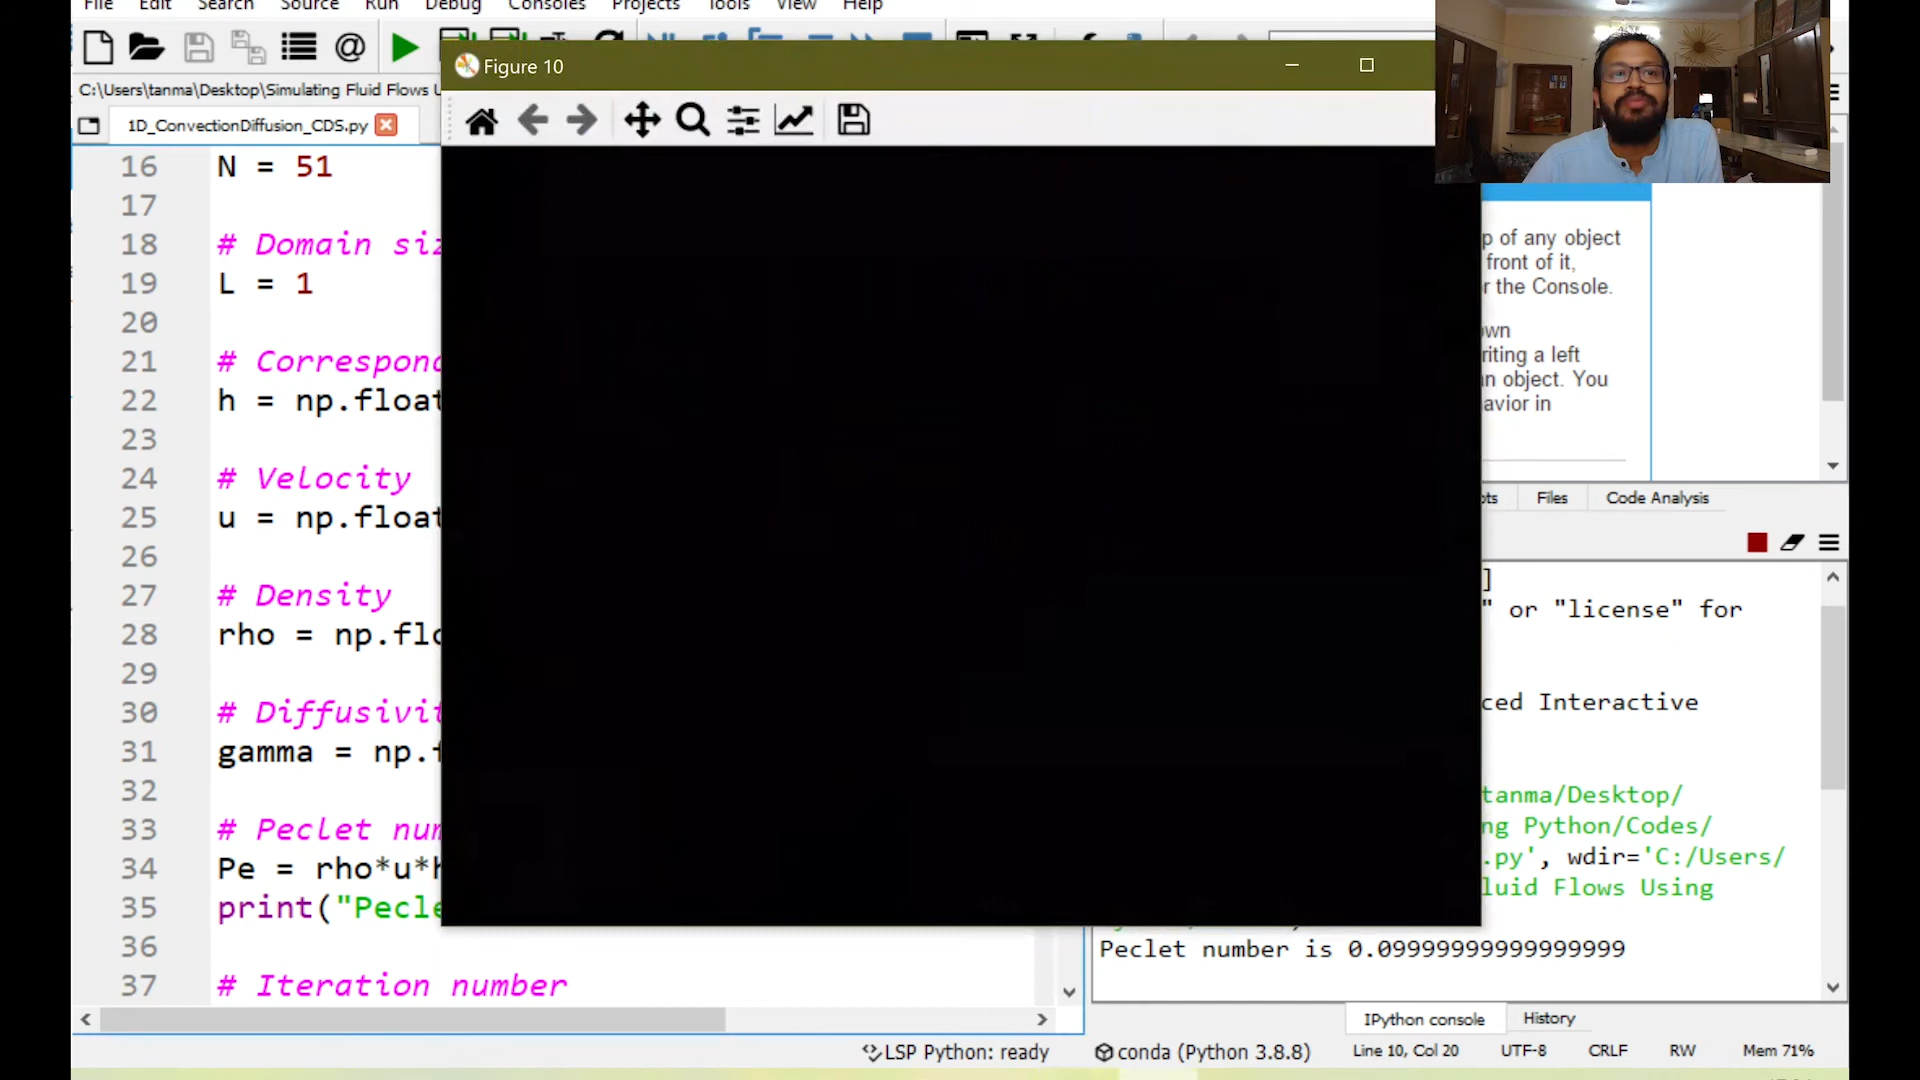 File Edit Search Source Run Debug Consoles Projects Tools View Help
C:\Users\tanma\Desktop\Simulating Fluid Flows U
Figure 10
1D_ConvectionDiffusion_CDS.py
16 N = 51
17
18 # Domain siz
19 L = 1
20
21 # Correspond
22 h = np.float
23
24 # Velocity
25 u = np.float
26
27 # Density
28 rho = np.flo
29
30 # Diffusivit
31 gamma = np.f
32
33 # Peclet num
34 Pe = rho*u*h
35 print("Pecle
36
37 # Iteration number
p of any object
front of it,
r the Console.
own
riting a left
an object. You
avior in
ots Files Code Analysis
]
" or "license" for
ced Interactive
tanma/Desktop/
ng Python/Codes/
.py', wdir='C:/Users/
luid Flows Using
Peclet number is 0.09999999999999999
IPython console History
LSP Python: ready conda (Python 3.8.8) Line 10, Col 20 UTF-8 CRLF RW Mem 71%